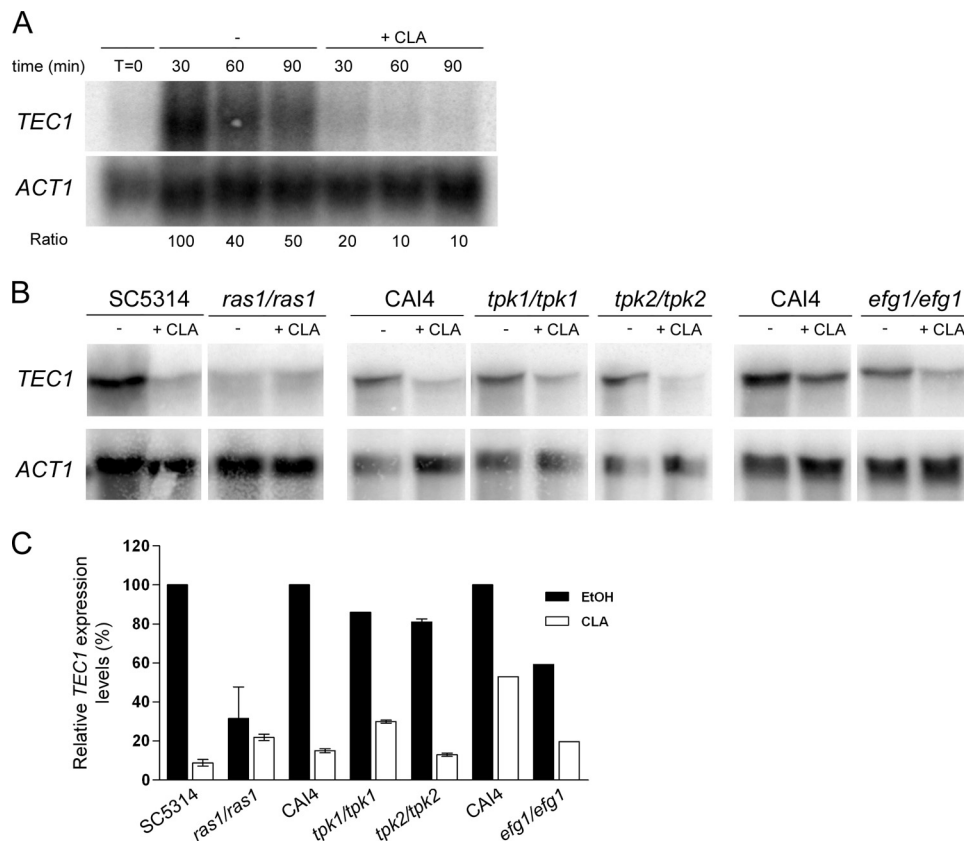 A
- + CLA
time (min) T=0 30 60 90 30 60 90
TEC1
ACT1
Ratio 100 40 50 20 10 10
B
SC5314 ras1/ras1 CAI4 tpk1/tpk1 tpk2/tpk2 CAI4 efg1/efg1
- + CLA - + CLA - + CLA - + CLA - + CLA - + CLA - + CLA
TEC1
ACT1
C
Relative TEC1 expression
levels (%)
120
100
80
60
40
20
0
EtOH
CLA
SC5314 ras1/ras1 CAI4 tpk1/tpk1 tpk2/tpk2 CAI4 efg1/efg1